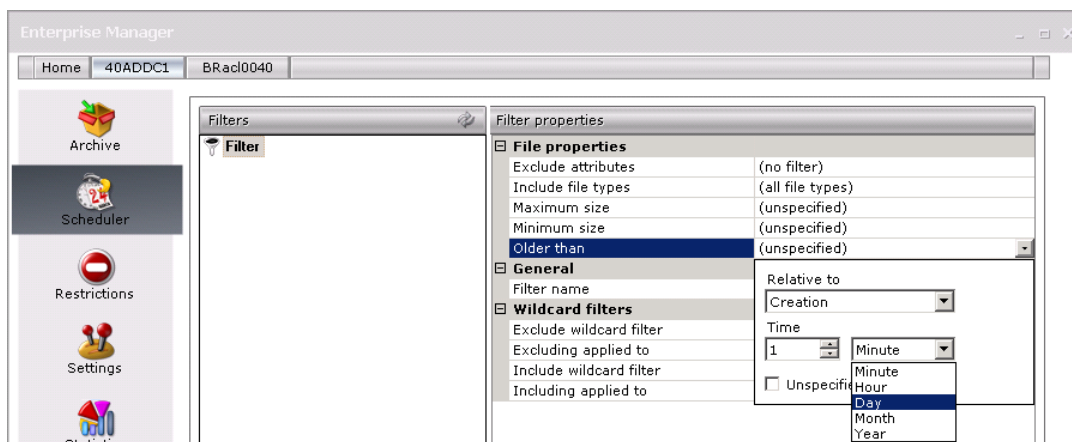 Enterprise Manager
Home 40ADDC1 BRacl0040
Archive
Scheduler
Restrictions
Settings
Filters
Filter
Filter properties
File properties
Exclude attributes (no filter)
Include file types (all file types)
Maximum size (unspecified)
Minimum size (unspecified)
Older than (unspecified)
General
Filter name
Wildcard filters
Exclude wildcard filter
Excluding applied to
Include wildcard filter
Including applied to
Relative to
Creation
Time
1 Minute
Unspecifie
Minute
Hour
Day
Month
Year